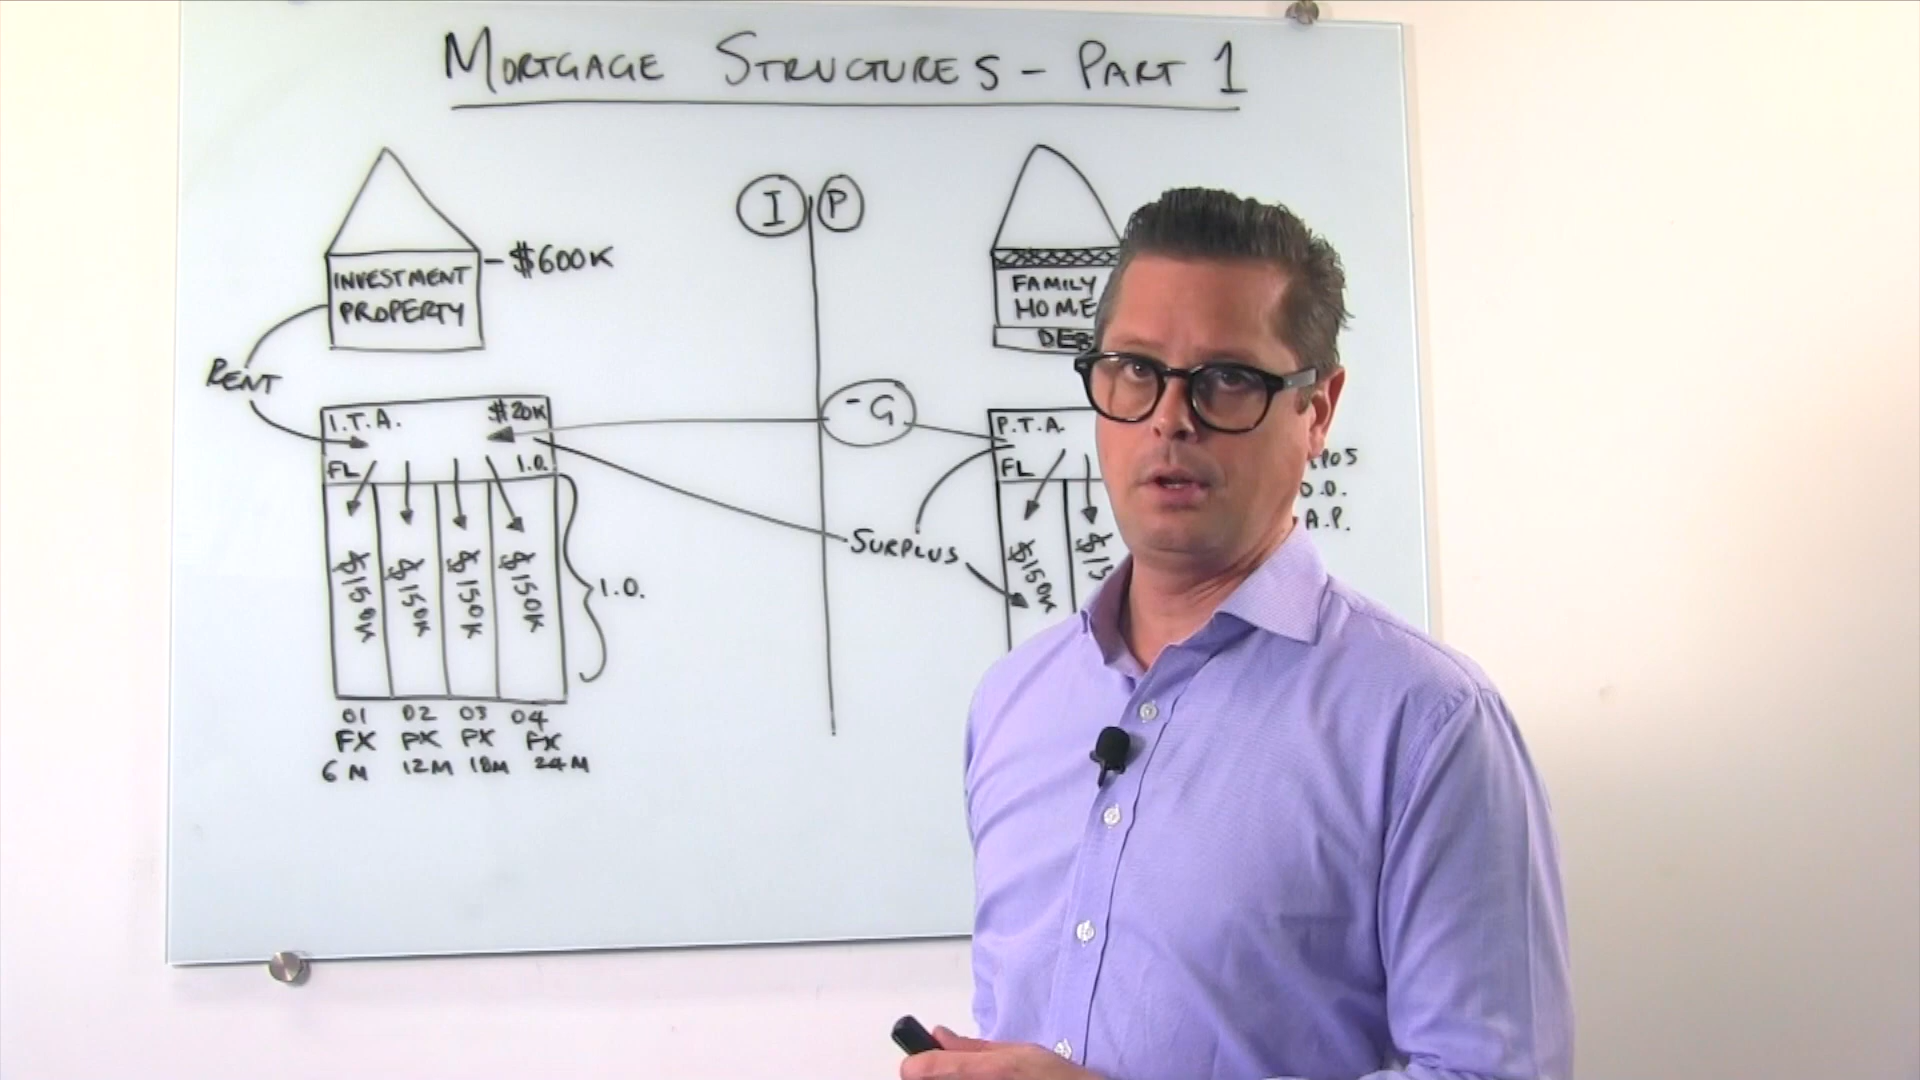 MORTGAGE STRUCTURES - PART 1
I P
INVESTMENT
PROPERTY
- $600K
FAMILY
HOME
RENT
I.T.A. $20K
FL I.O.
-G
P.T.A.
FL
SURPLUS
$150K $150K $150K $150K
I.O.
$150K
01 02 03 04
FX FX FX FX
6M 12M 18M 24M
O.D.
A.P.